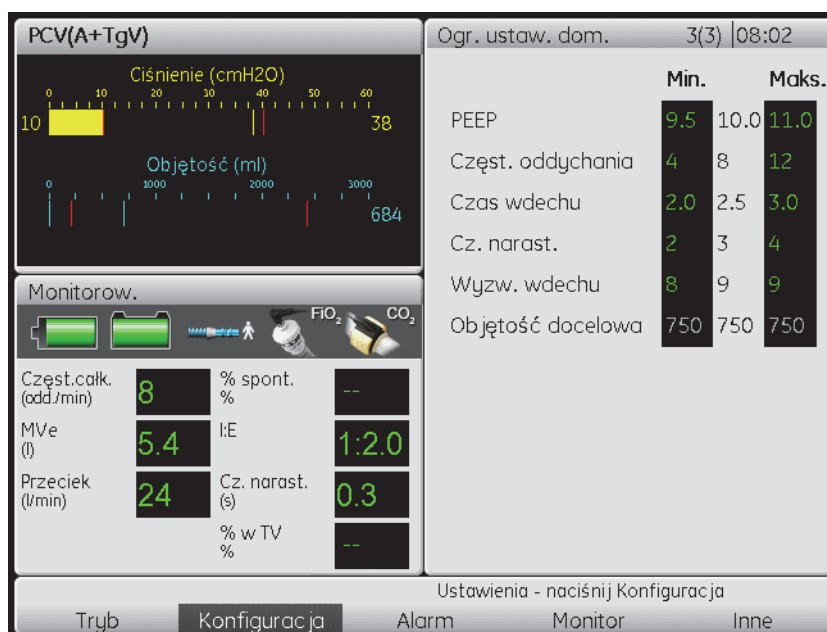 PCV(A+TgV)
Ciśnienie (cmH2O)
0 10 20 30 40 50 60
10 38
Objętość (ml)
0 1000 2000 3000
684
Monitorow.
FiO2 CO2
Częst.całk. (odd./min) 8 % spont. % --
MVe (l) 5.4 I:E 1:2.0
Przeciek (l/min) 24 Cz. narast. (s) 0.3
% w TV % --
Ogr. ustaw. dom. 3(3) 08:02
Min. Maks.
PEEP 9.5 10.0 11.0
Częst. oddychania 4 8 12
Czas wdechu 2.0 2.5 3.0
Cz. narast. 2 3 4
Wyzw. wdechu 8 9 9
Objętość docelowa 750 750 750
Ustawienia - naciśnij Konfiguracja
Tryb Konfiguracja Alarm Monitor Inne